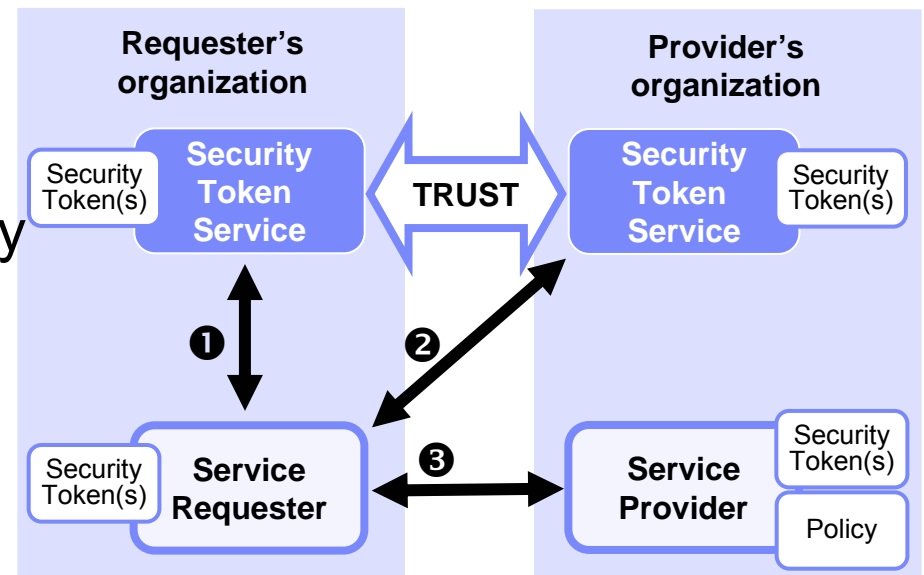 Requester's
organization
Provider's
organization
Security
Token(s)
Security
Token
Service
TRUST
Security
Token
Service
Security
Token(s)
y
❶
❷
❸
Security
Token(s)
Service
Requester
Service
Provider
Security
Token(s)
Policy